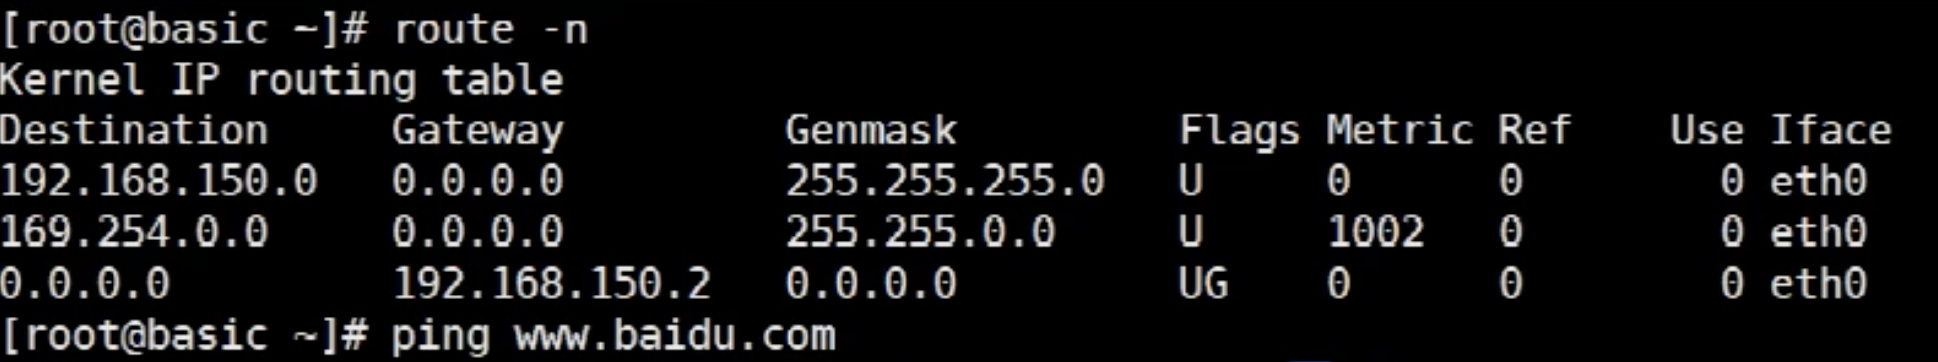 [root@basic ~]# route -n
Kernel IP routing table
Destination     Gateway         Genmask         Flags Metric Ref    Use Iface
192.168.150.0   0.0.0.0         255.255.255.0   U     0      0        0 eth0
169.254.0.0     0.0.0.0         255.255.0.0     U     1002   0        0 eth0
0.0.0.0         192.168.150.2   0.0.0.0         UG    0      0        0 eth0
[root@basic ~]# ping www.baidu.com